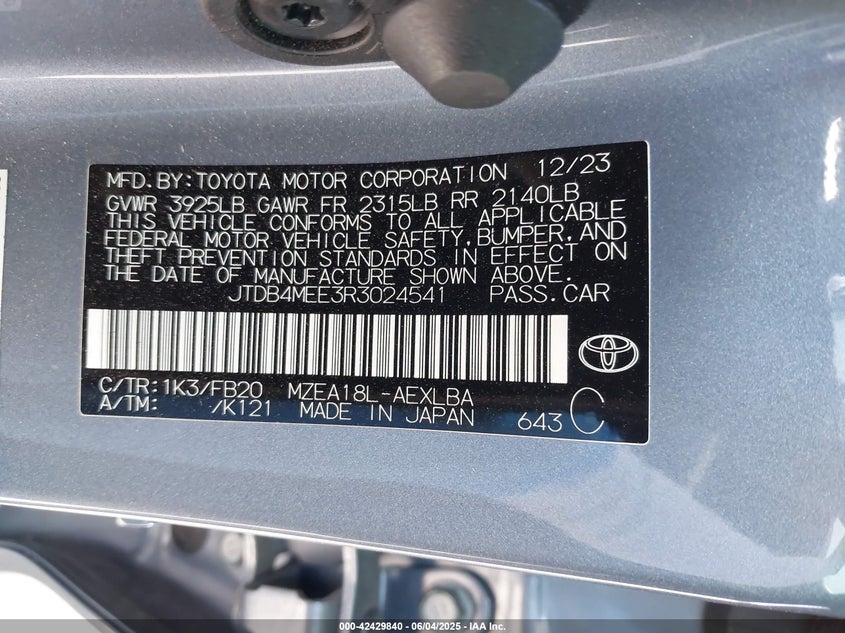 MFD. BY: TOYOTA MOTOR CORPORATION 12/23
GVWR 3925LB GAWR FR 2315LB RR 2140LB
THIS VEHICLE CONFORMS TO ALL APPLICABLE
FEDERAL MOTOR VEHICLE SAFETY, BUMPER, AND
THEFT PREVENTION STANDARDS IN EFFECT ON
THE DATE OF MANUFACTURE SHOWN ABOVE.
JTDB4MEE3R3024541 PASS. CAR
C/TR: 1K3/FB20 MZEA18L-AEXLBA
A/TM: /K121 MADE IN JAPAN 643 C
000-42429840 - 06/04/2025 - IAA Inc.